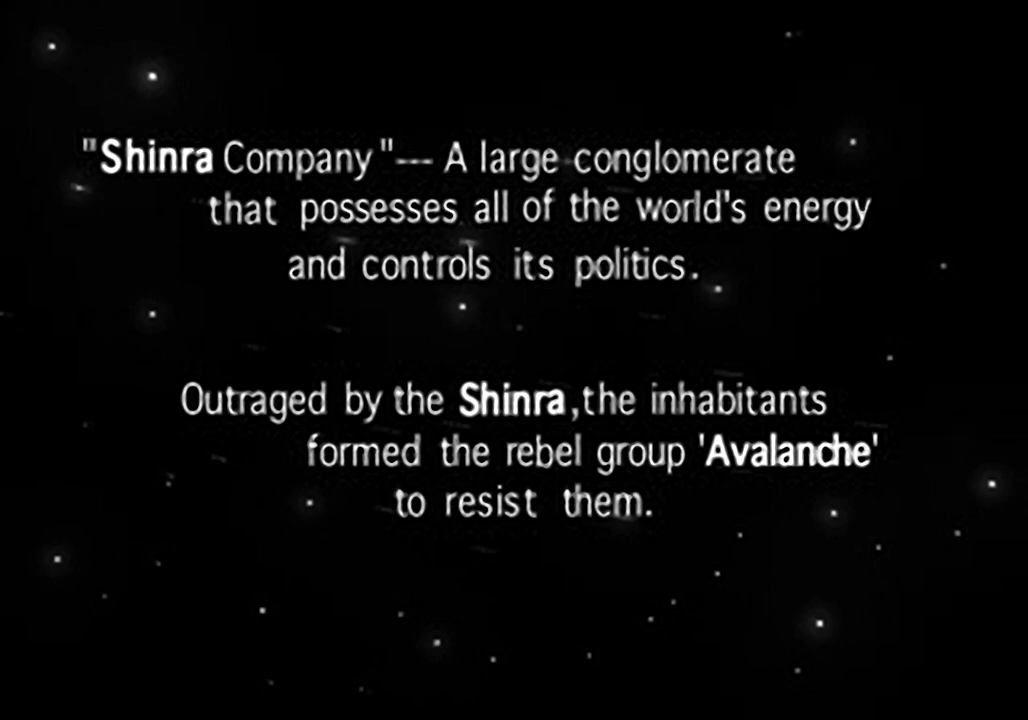 "Shinra Company"--- A large conglomerate
that possesses all of the world's energy
and controls its politics.
Outraged by the Shinra,the inhabitants
formed the rebel group 'Avalanche'
to resist them.